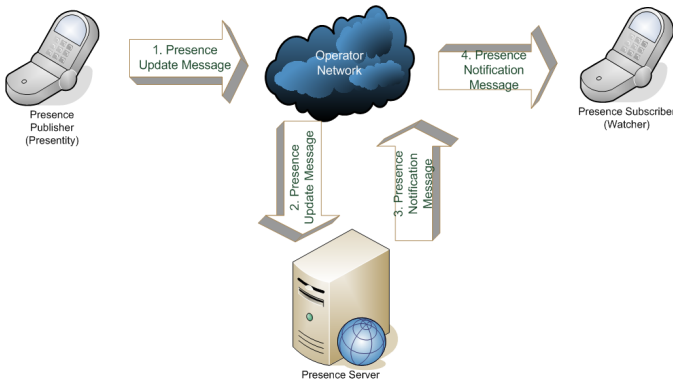 1. Presence
Update Message
Operator
Network
4. Presence
Notification
Message
Presence
Publisher
(Presentity)
Presence Subscriber
(Watcher)
2. Presence
Update Message
3. Presence
Notification
Message
Presence Server